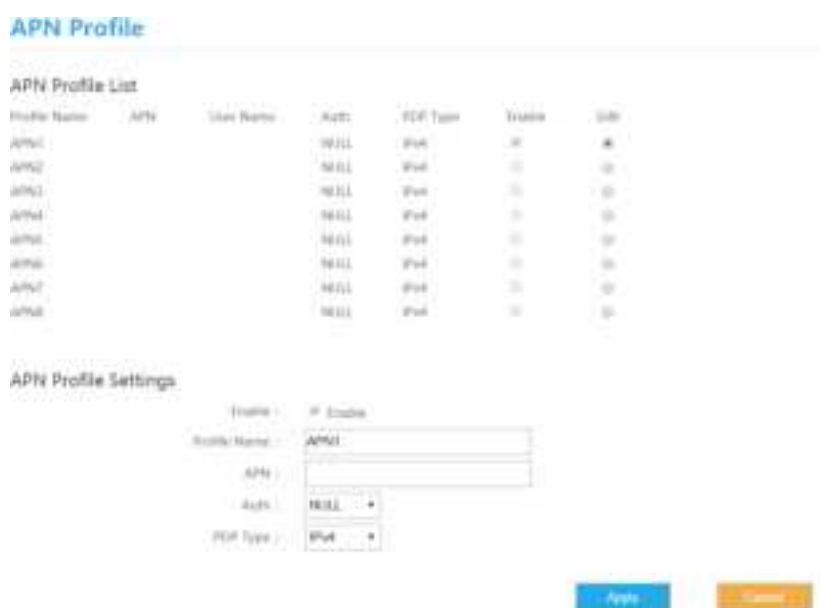 APN Profile
APN Profile List
Profile Name APN User Name Auth PDP Type Enable Edit
APN1 NULL IPv4
APN2 NULL IPv4
APN3 NULL IPv4
APN4 NULL IPv4
APN5 NULL IPv4
APN6 NULL IPv4
APN7 NULL IPv4
APN8 NULL IPv4
APN Profile Settings
Enable : Enable
Profile Name : APN1
APN :
Auth : NULL
PDP Type : IPv4
Apply Cancel